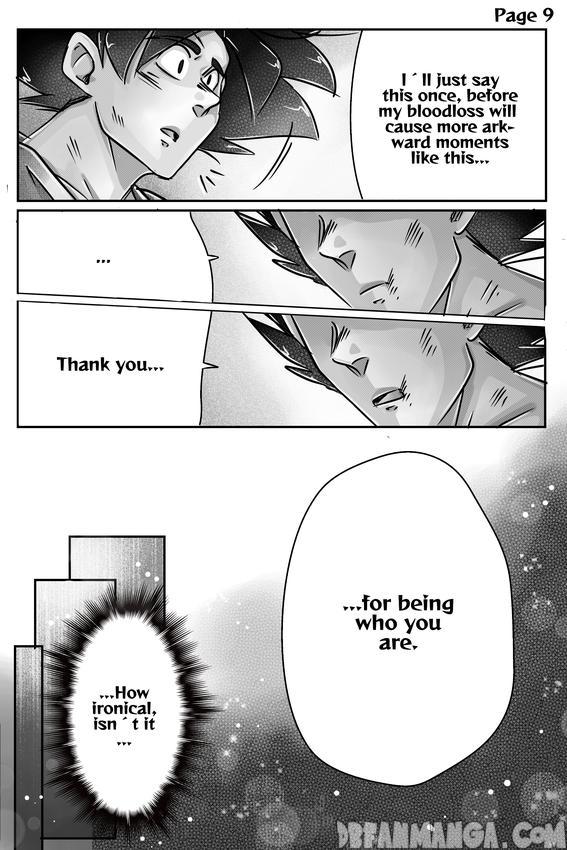 Page 9
I´ll just say
this once, before
my bloodloss will
cause more ark-
ward moments
like this...
...
Thank you...
...for being
who you
are.
...How
ironical,
isn´t it
...
DBFANMANGA.COM